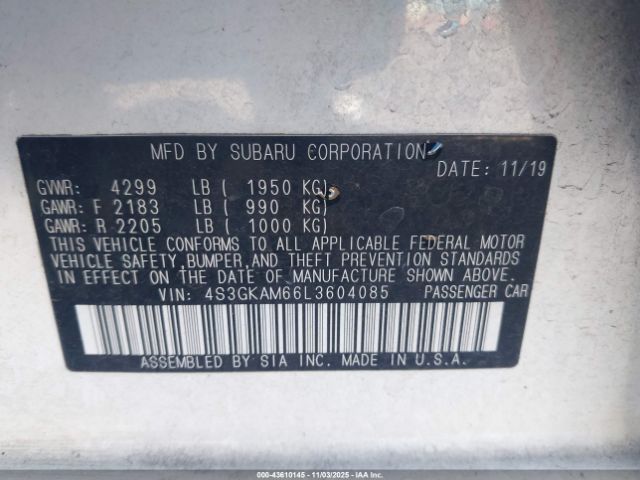 MFD BY SUBARU CORPORATION
DATE: 11/19
GVWR: 4299 LB ( 1950 KG)
GAWR: F 2183 LB ( 990 KG)
GAWR: R 2205 LB ( 1000 KG)
THIS VEHICLE CONFORMS TO ALL APPLICABLE FEDERAL MOTOR
VEHICLE SAFETY, BUMPER, AND THEFT PREVENTION STANDARDS
IN EFFECT ON THE DATE OF MANUFACTURE SHOWN ABOVE.
VIN: 4S3GKAM66L3604085 PASSENGER CAR
ASSEMBLED BY SIA INC. MADE IN U.S.A.
000-43610145 - 11/03/2025 - IAA Inc.